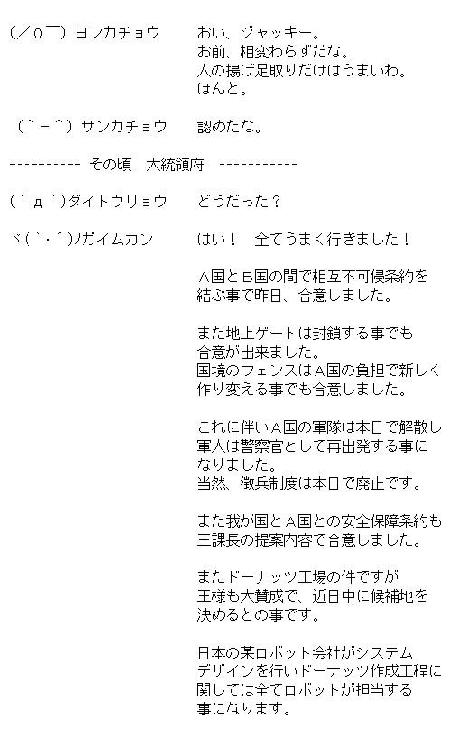 (／０￣) ヨンカチョウ　おい、ジャッキー。
お前、相変わらずだな。
人の揚げ足取りだけはうまいわ。
ほんと。
(｀－´) サンカチョウ　認めたな。
---------- その頃　大統領府 -----------
(｀д´)ダイトウリョウ　どうだった？
ヾ(｀･´)ﾉガイムカン　はい！　全てうまく行きました！
Ａ国とＢ国の間で相互不可侵条約を
結ぶ事で昨日、合意しました。
また地上ゲートは封鎖する事でも
合意が出来ました。
国境のフェンスはＡ国の負担で新しく
作り変える事でも合意しました。
これに伴いＡ国の軍隊は本日で解散し
軍人は警察官として再出発する事に
なりました。
当然、徴兵制度は本日で廃止です。
また我が国とＡ国との安全保障条約も
三課長の提案内容で合意しました。
またドーナッツ工場の件ですが
王様も大賛成で、近日中に候補地を
決めるとの事です。
日本の某ロボット会社がシステム
デザインを行いドーナッツ作成工程に
関しては全てロボットが担当する
事になります。